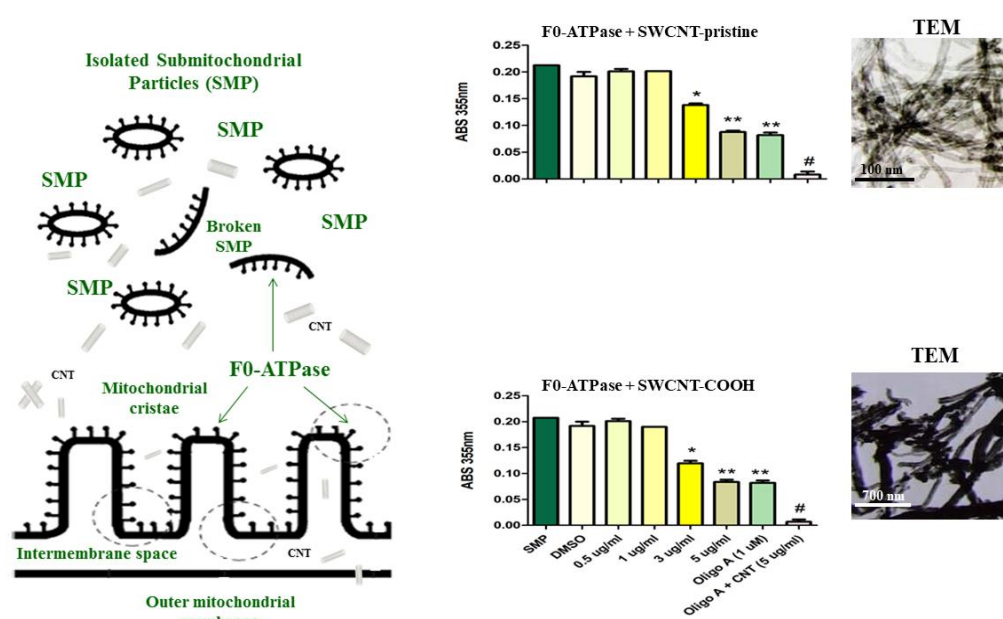 Isolated Submitochondrial
Particles (SMP)
SMP
SMP
SMP
Broken
SMP
SMP
CNT
F0-ATPase
CNT
Mitochondrial
cristae
CNT
Intermembrane space
Outer mitochondrial
F0-ATPase + SWCNT-pristine
ABS 355nm
0.25
0.20
0.15
0.10
0.05
0.00
*
**
**
#
TEM
100 nm
F0-ATPase + SWCNT-COOH
ABS 355nm
0.25
0.20
0.15
0.10
0.05
0.00
*
**
**
#
SMP
DMSO
0.5 ug/ml
1 ug/ml
3 ug/ml
5 ug/ml
Oligo A (1 uM)
Oligo A + CNT (5 ug/ml)
TEM
700 nm